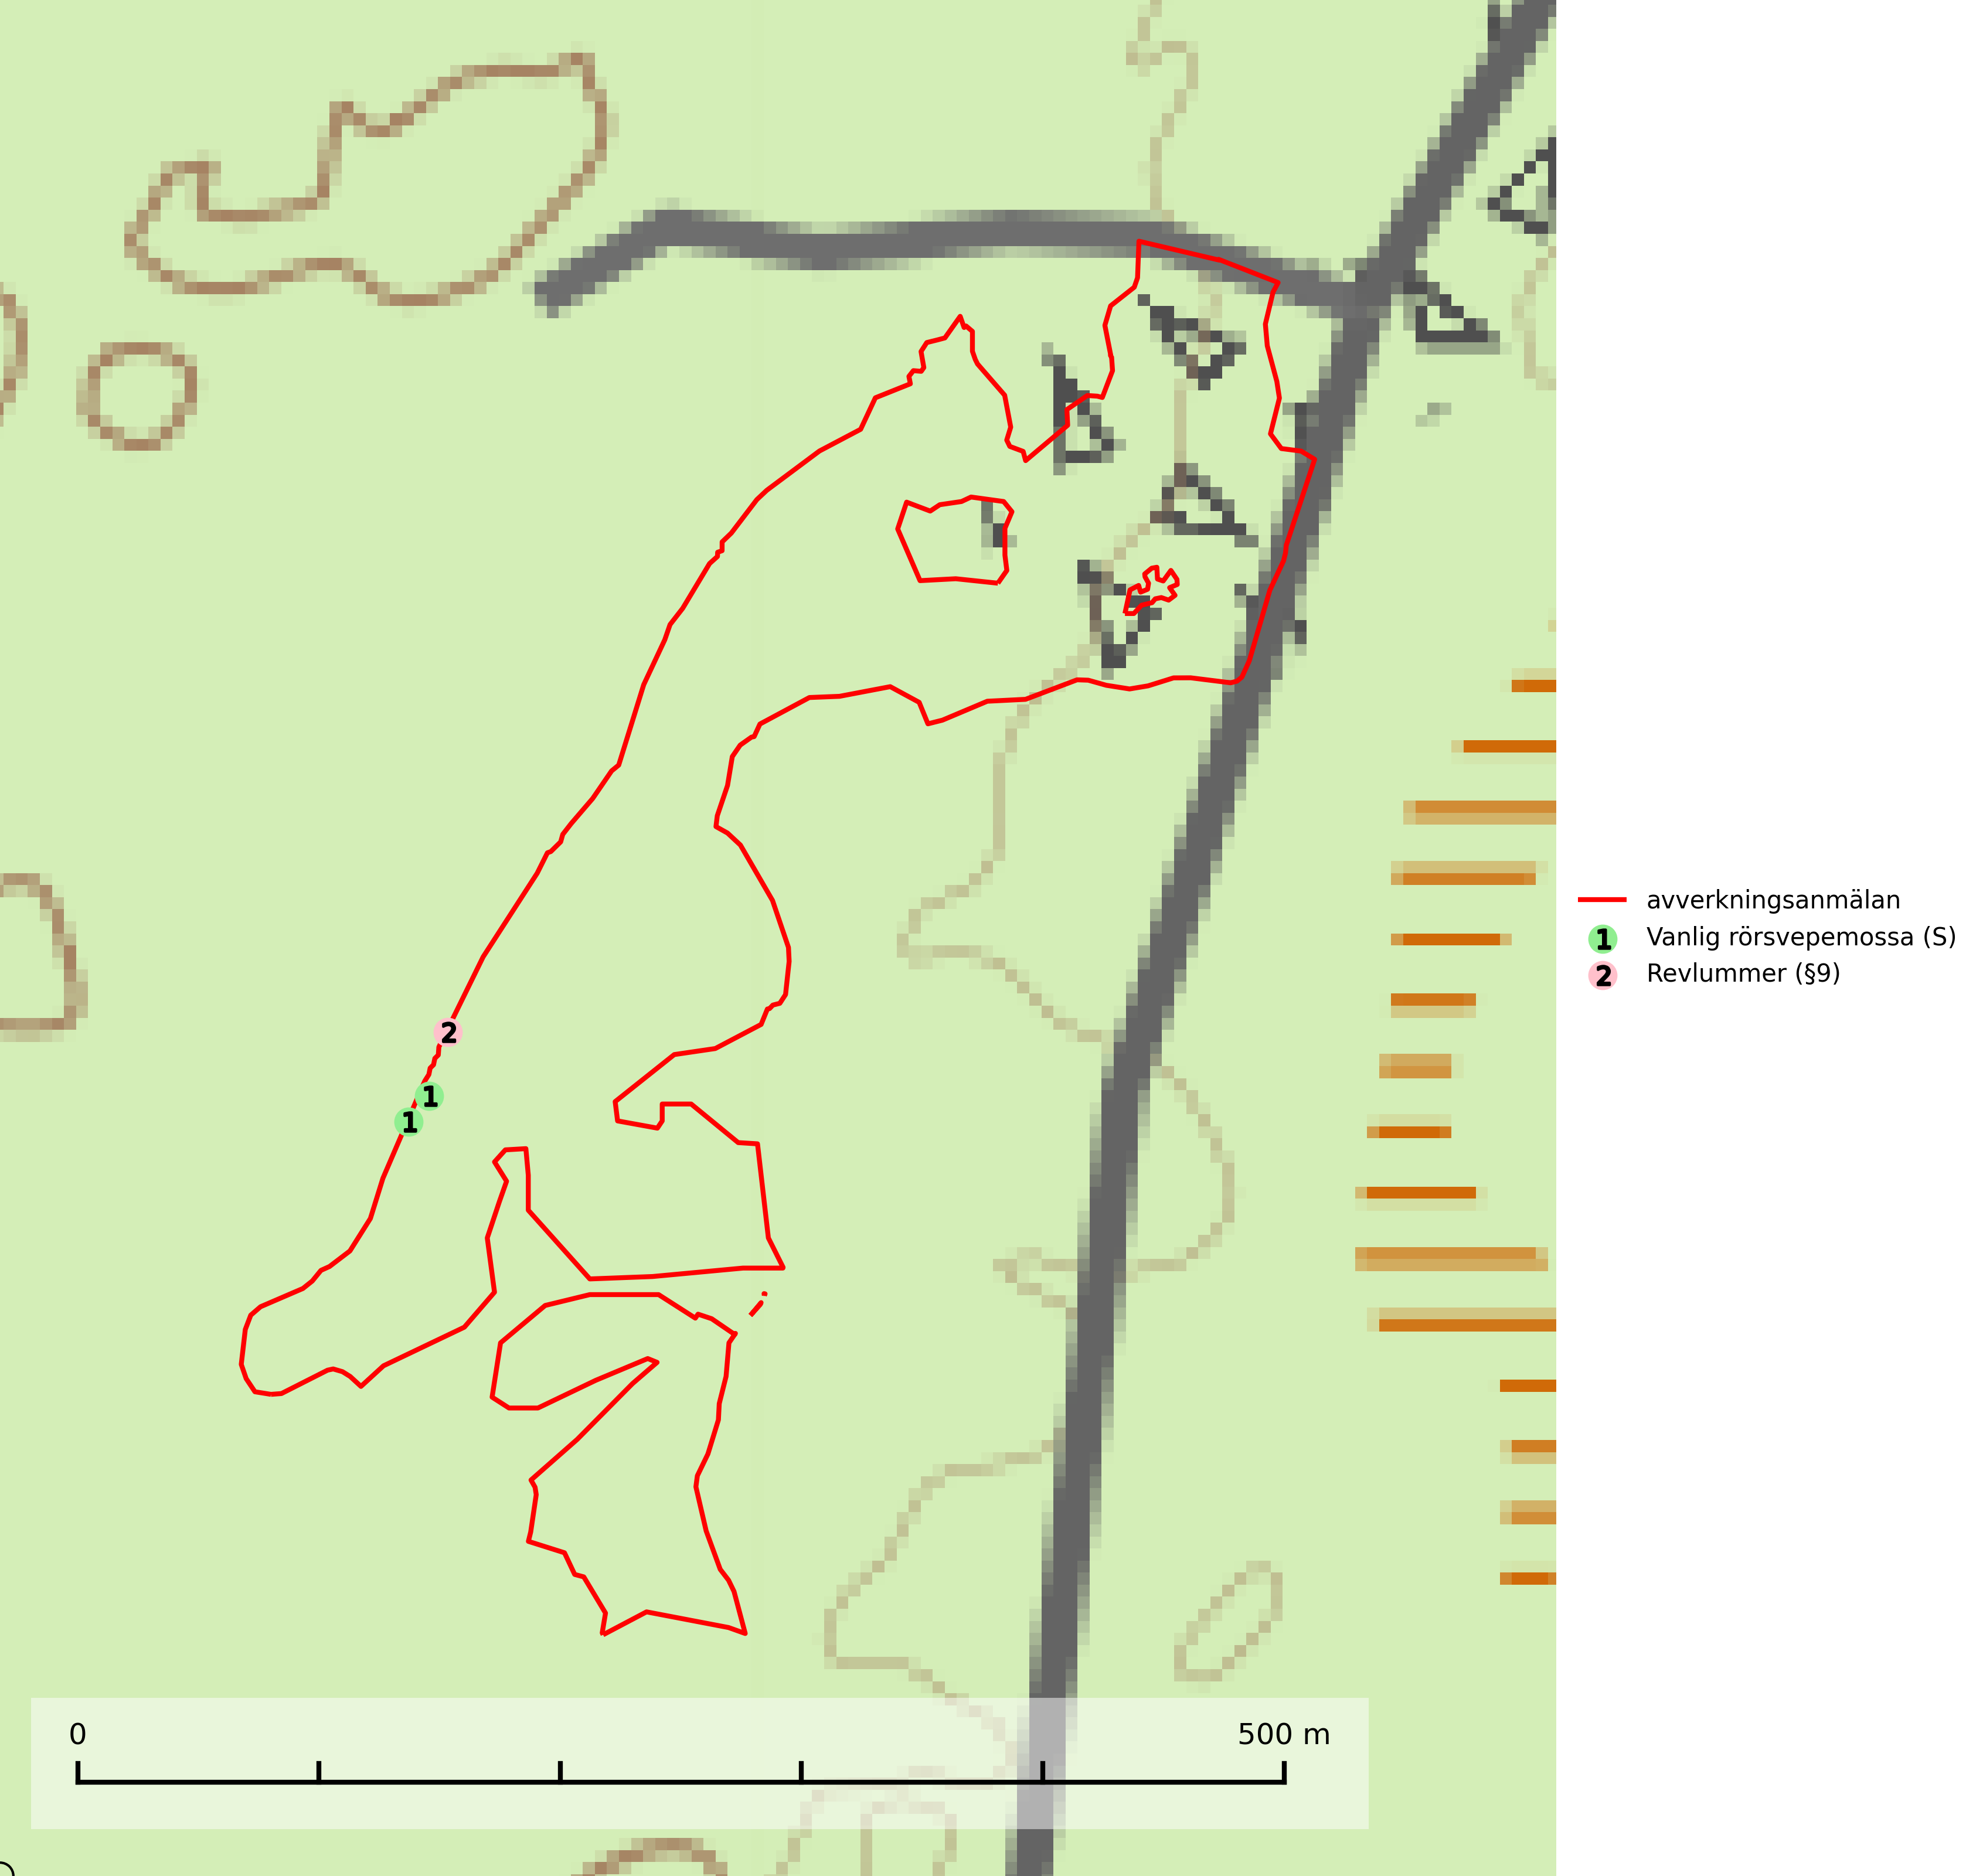 2
1
1
avverkningsanmälan
1 Vanlig rörsvepemossa (S)
2 Revlummer (§9)
0 500 m